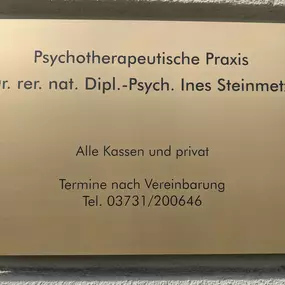 Psychotherapeutische Praxis
r. rer. nat. Dipl.-Psych. Ines Steinmet
Alle Kassen und privat
Termine nach Vereinbarung
Tel. 03731/200646